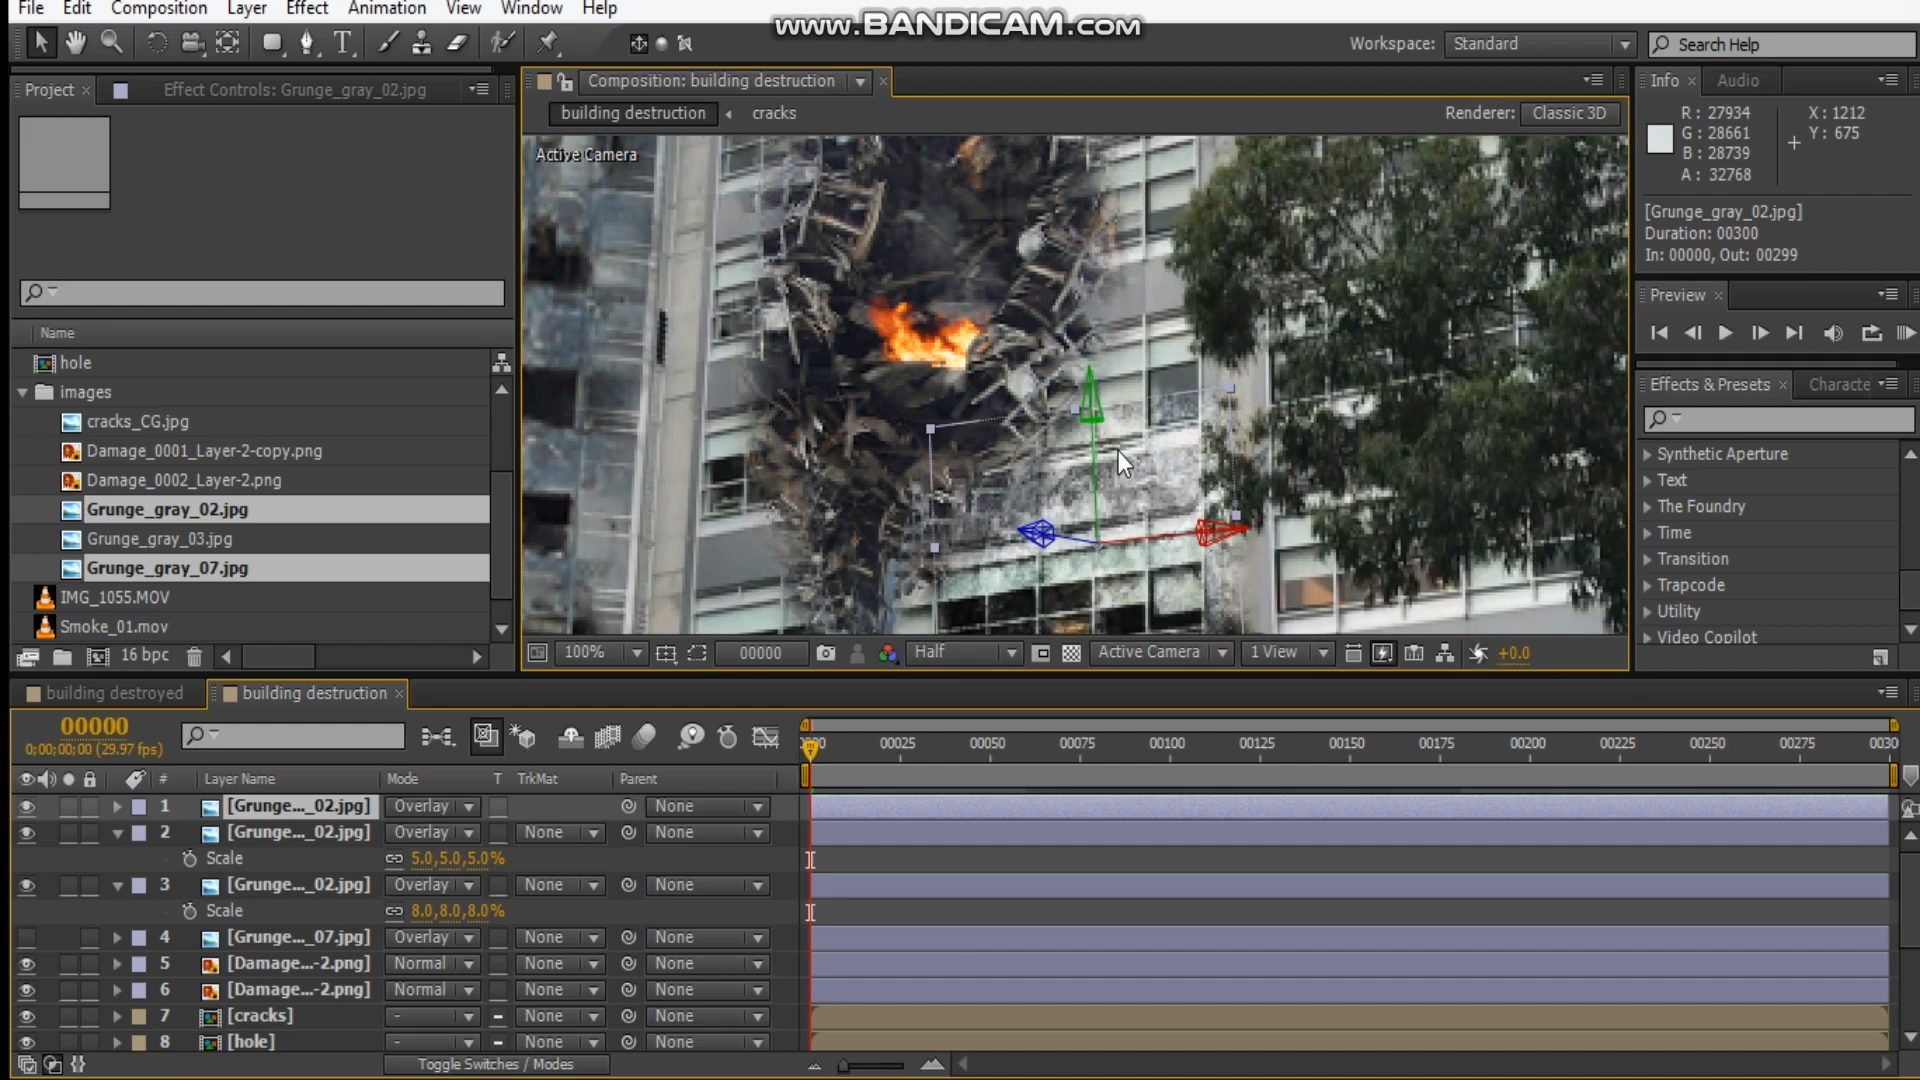 File Edit Composition Layer Effect Animation View Window Help
www.BANDICAM.com
Workspace: Standard
Search Help
Project Effect Controls: Grunge_gray_02.jpg
Composition: building destruction
building destruction cracks
Renderer: Classic 3D
Active Camera
Info Audio
R : 27934
G : 28661
B : 28739
A : 32768
X : 1212
Y : 675
[Grunge_gray_02.jpg]
Duration: 00300
In: 00000, Out: 00299
Preview
Effects & Presets Characte
Synthetic Aperture
Text
The Foundry
Time
Transition
Trapcode
Utility
Video Copilot
Name
hole
images
cracks_CG.jpg
Damage_0001_Layer-2-copy.png
Damage_0002_Layer-2.png
Grunge_gray_02.jpg
Grunge_gray_03.jpg
Grunge_gray_07.jpg
IMG_1055.MOV
Smoke_01.mov
16 bpc
100% 00000 Half Active Camera 1 View +0.0
building destroyed building destruction
00000
0;00;00;00 (29.97 fps)
00025 00050 00075 00100 00125 00150 00175 00200 00225 00250 00275 0030
# Layer Name Mode T TrkMat Parent
1 [Grunge..._02.jpg] Overlay None
2 [Grunge..._02.jpg] Overlay None None
Scale 5.0,5.0,5.0%
3 [Grunge..._02.jpg] Overlay None None
Scale 8.0,8.0,8.0%
4 [Grunge..._07.jpg] Overlay None None
5 [Damage...-2.png] Normal None None
6 [Damage...-2.png] Normal None None
7 [cracks] - None None
8 [hole] - None None
Toggle Switches / Modes